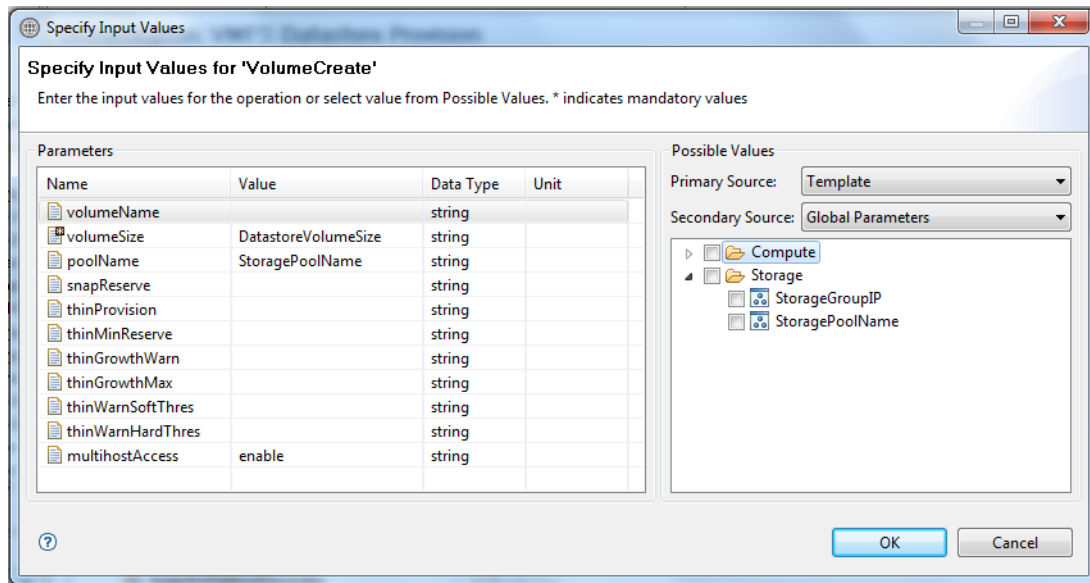 Specify Input Values
VMFS Datastore Provision
Specify Input Values for 'VolumeCreate'
Enter the input values for the operation or select value from Possible Values. * indicates mandatory values
Parameters
Name Value Data Type Unit
volumeName string
volumeSize DatastoreVolumeSize string
poolName StoragePoolName string
snapReserve string
thinProvision string
thinMinReserve string
thinGrowthWarn string
thinGrowthMax string
thinWarnSoftThres string
thinWarnHardThres string
multihostAccess enable string
Possible Values
Primary Source: Template
Secondary Source: Global Parameters
Compute
Storage
StorageGroupIP
StoragePoolName
OK Cancel